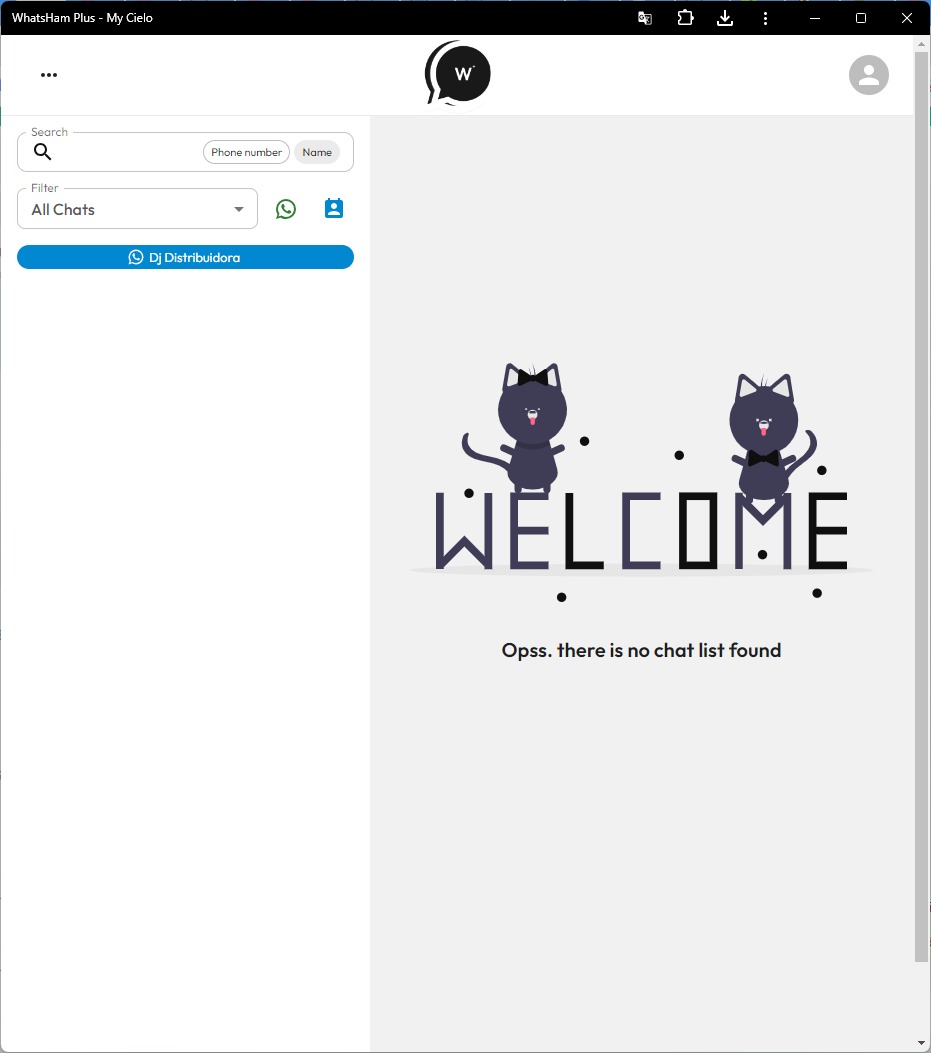 WhatsHam Plus - My Cielo
W
Search
Phone number
Name
Filter
All Chats
Dj Distribuidora
WELCOME
Opss. there is no chat list found